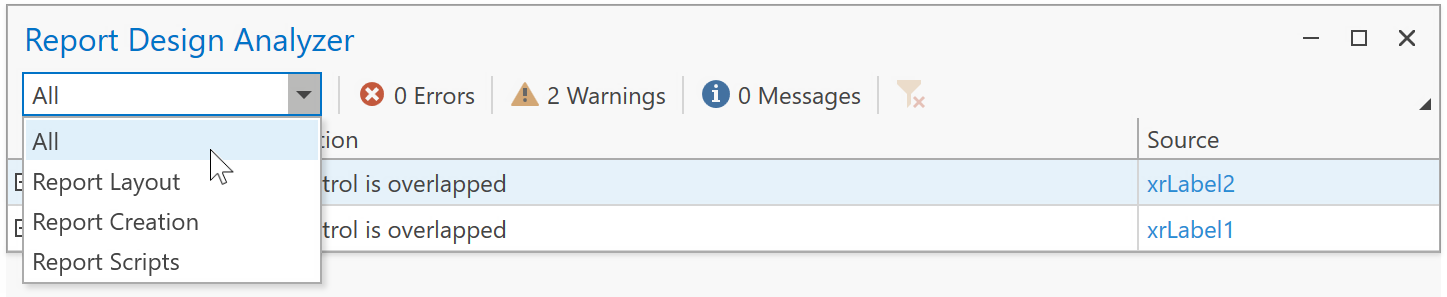 Report Design Analyzer
All 0 Errors 2 Warnings 0 Messages
All tion Source
Report Layout trol is overlapped xrLabel2
Report Creation trol is overlapped xrLabel1
Report Scripts